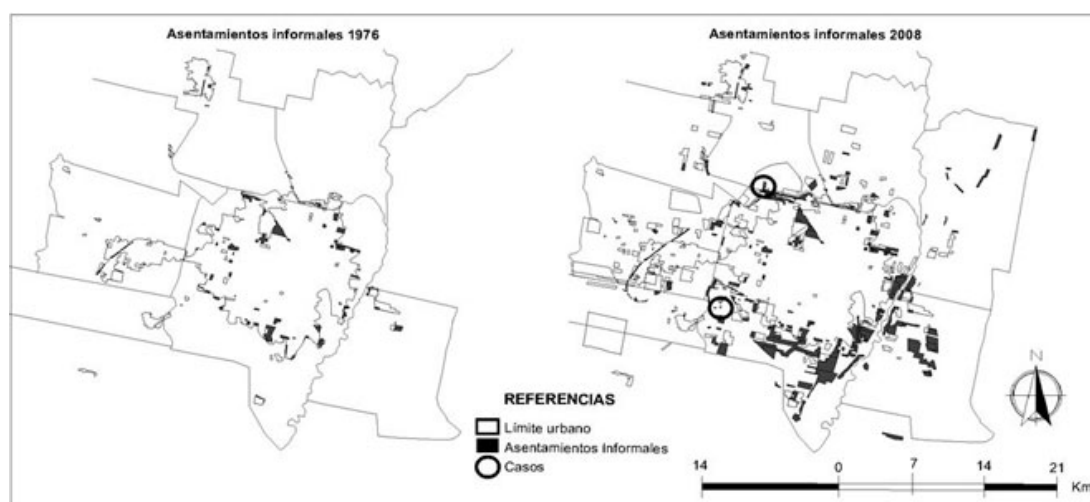 Asentamientos informales 1976
Asentamientos informales 2008
N
REFERENCIAS
Límite urbano
Asentamientos Informales
Casos
14 0 7 14 21
Km